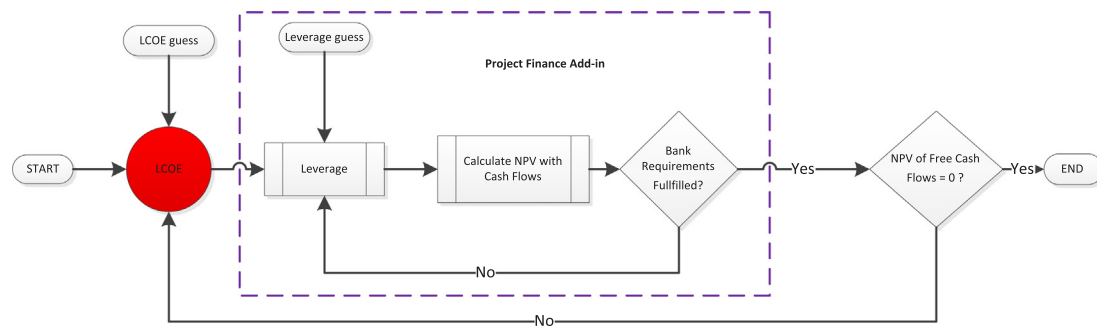 LCOE guess
Leverage guess
Project Finance Add-in
START
LCOE
Leverage
Calculate NPV with
Cash Flows
Bank
Requirements
Fullfilled?
Yes
NPV of Free Cash
Flows = 0 ?
Yes
END
No
No